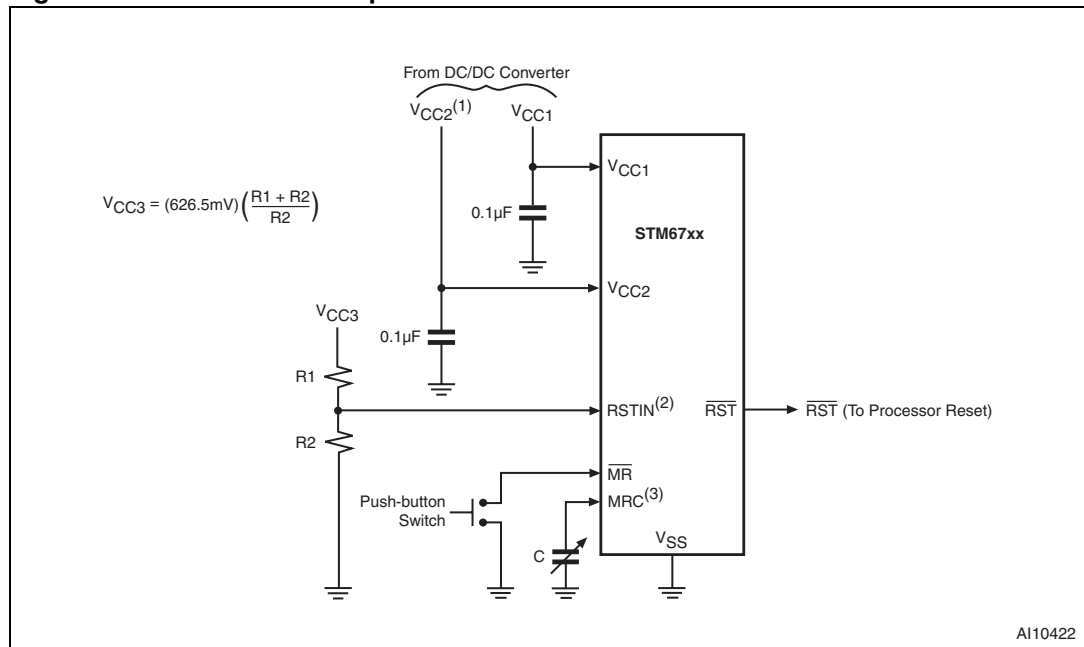 From DC/DC Converter
VCC2(1) VCC1
VCC1
VCC3 = (626.5mV) (R1 + R2 / R2)
0.1µF
STM67xx
VCC2
VCC3
0.1µF
R1
RSTIN(2)
RST
RST (To Processor Reset)
R2
MR
Push-button
Switch
MRC(3)
C
VSS
AI10422